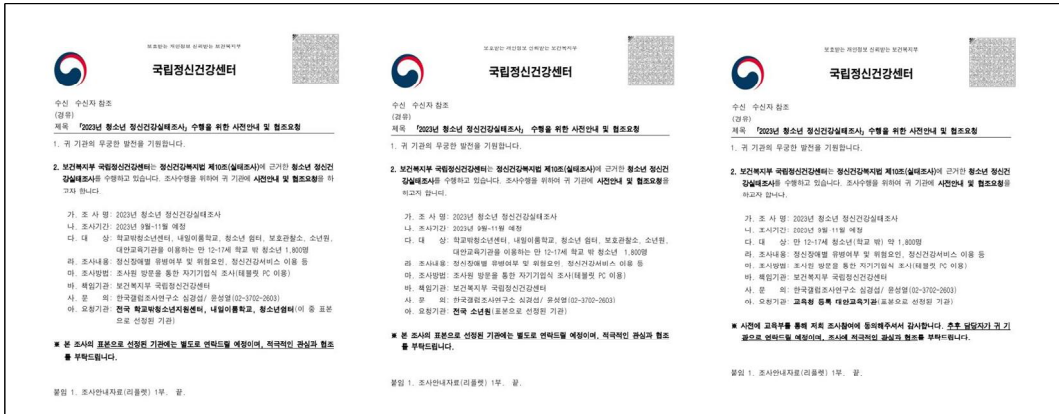 보호받는 개인정보 신뢰받는 보건복지부
국립정신건강센터
수신 수신자 참조
(경유)
제목 「2023년 청소년 정신건강실태조사」 수행을 위한 사전안내 및 협조요청
1. 귀 기관의 무궁한 발전을 기원합니다.
2. 보건복지부 국립정신건강센터는 정신건강복지법 제10조(실태조사)에 근거한 청소년 정신건
강실태조사를 수행하고 있습니다. 조사수행을 위하여 귀 기관에 사전안내 및 협조요청을 하
고자 합니다.
가. 조 사 명: 2023년 청소년 정신건강실태조사
나. 조사기간: 2023년 9월-11월 예정
다. 대 상: 학교밖청소년센터, 내일이룸학교, 청소년 쉼터, 보호관찰소, 소년원,
대안교육기관을 이용하는 만 12-17세 학교 밖 청소년 1,800명
라. 조사내용: 정신장애별 유병여부 및 위험요인, 정신건강서비스 이용 등
마. 조사방법: 조사원 방문을 통한 자기기입식 조사(태블릿 PC 이용)
바. 책임기관: 보건복지부 국립정신건강센터
사. 문 의: 한국갤럽조사연구소 심경섭/ 윤성열(02-3702-2603)
아. 요청기관: 전국 학교밖청소년지원센터, 내일이룸학교, 청소년쉼터(이 중 표본
으로 선정된 기관)
※ 본 조사의 표본으로 선정된 기관에는 별도로 연락드릴 예정이며, 적극적인 관심과 협조
를 부탁드립니다.
붙임 1. 조사안내자료(리플렛) 1부. 끝.
보호받는 개인정보 신뢰받는 보건복지부
국립정신건강센터
수신 수신자 참조
(경유)
제목 「2023년 청소년 정신건강실태조사」 수행을 위한 사전안내 및 협조요청
1. 귀 기관의 무궁한 발전을 기원합니다.
2. 보건복지부 국립정신건강센터는 정신건강복지법 제10조(실태조사)에 근거한 청소년 정신건
강실태조사를 수행하고 있습니다. 조사수행을 위하여 귀 기관에 사전안내 및 협조요청을
하고자 합니다.
가. 조 사 명: 2023년 청소년 정신건강실태조사
나. 조사기간: 2023년 9월-11월 예정
다. 대 상: 학교밖청소년센터, 내일이룸학교, 청소년 쉼터, 보호관찰소, 소년원,
대안교육기관을 이용하는 만 12-17세 학교 밖 청소년 1,800명
라. 조사내용: 정신장애별 유병여부 및 위험요인, 정신건강서비스 이용 등
마. 조사방법: 조사원 방문을 통한 자기기입식 조사(태블릿 PC 이용)
바. 책임기관: 보건복지부 국립정신건강센터
사. 문 의: 한국갤럽조사연구소 심경섭/ 윤성열(02-3702-2603)
아. 요청기관: 전국 소년원(표본으로 선정된 기관)
※ 본 조사의 표본으로 선정된 기관에는 별도로 연락드릴 예정이며, 적극적인 관심과 협조
를 부탁드립니다.
붙임 1. 조사안내자료(리플렛) 1부. 끝.
보호받는 개인정보 신뢰받는 보건복지부
국립정신건강센터
수신 수신자 참조
(경유)
제목 「2023년 청소년 정신건강실태조사」 수행을 위한 사전안내 및 협조요청
1. 귀 기관의 무궁한 발전을 기원합니다.
2. 보건복지부 국립정신건강센터는 정신건강복지법 제10조(실태조사)에 근거한 청소년 정신건
강실태조사를 수행하고 있습니다. 조사수행을 위하여 귀 기관에 사전안내 및 협조요청을
하고자 합니다.
가. 조 사 명: 2023년 청소년 정신건강실태조사
나. 조사기간: 2023년 9월-11월 예정
다. 대 상: 만 12-17세 청소년(학교 밖) 약 1,800명
라. 조사내용: 정신장애별 유병여부 및 위험요인, 정신건강서비스 이용 등
마. 조사방법: 조사원 방문을 통한 자기기입식 조사(태블릿 PC 이용)
바. 책임기관: 보건복지부 국립정신건강센터
사. 문 의: 한국갤럽조사연구소 심경섭/ 윤성열(02-3702-2603)
아. 요청기관: 교육청 등록 대안교육기관(표본으로 선정된 기관)
※ 사전에 교육부를 통해 저희 조사참여에 동의해주셔서 감사합니다. 추후 담당자가 귀 기
관으로 연락드릴 예정이며, 조사에 적극적인 관심과 협조를 부탁드립니다.
붙임 1. 조사안내자료(리플렛) 1부. 끝.